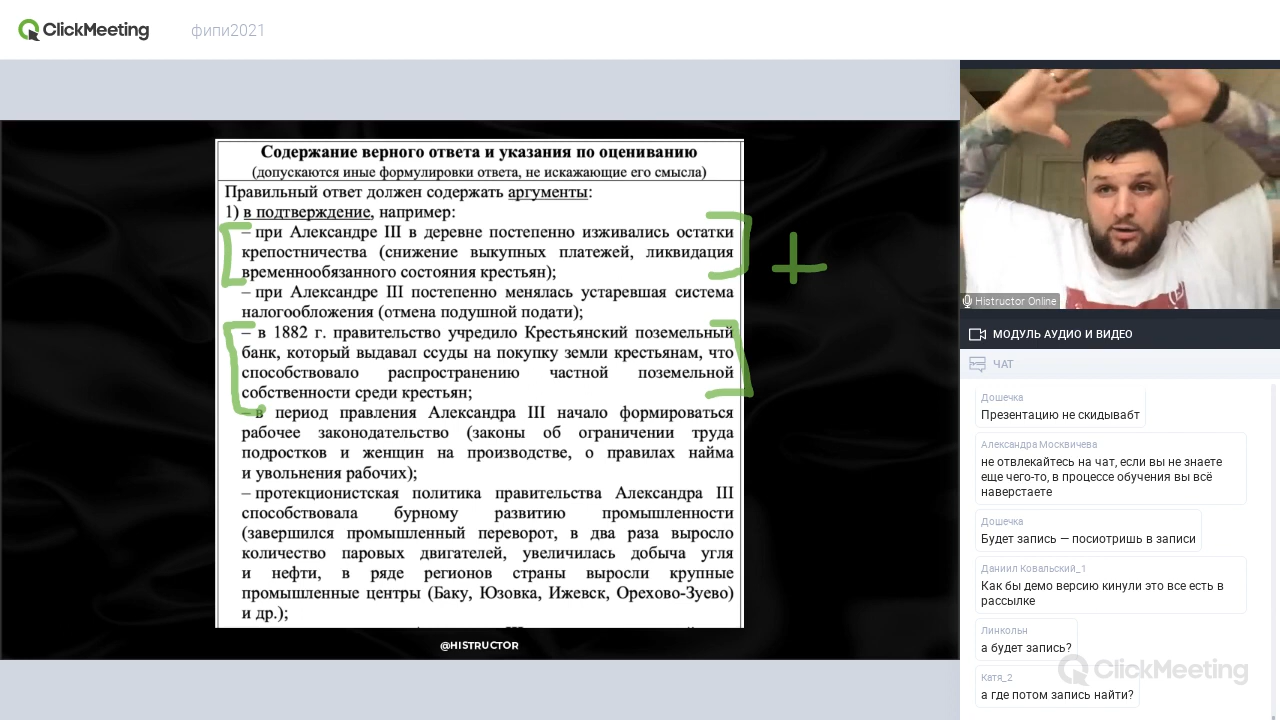 ClickMeeting
фипи2021
Содержание верного ответа и указания по оцениванию
(допускаются иные формулировки ответа, не искажающие его смысла)
Правильный ответ должен содержать аргументы:
1) в подтверждение, например:
– при Александре III в деревне постепенно изживались остатки
крепостничества (снижение выкупных платежей, ликвидация
временнообязанного состояния крестьян);
– при Александре III постепенно менялась устаревшая система
налогообложения (отмена подушной подати);
– в 1882 г. правительство учредило Крестьянский поземельный
банк, который выдавал ссуды на покупку земли крестьянам, что
способствовало распространению частной поземельной
собственности среди крестьян;
– в период правления Александра III начало формироваться
рабочее законодательство (законы об ограничении труда
подростков и женщин на производстве, о правилах найма
и увольнения рабочих);
– протекционистская политика правительства Александра III
способствовала бурному развитию промышленности
(завершился промышленный переворот, в два раза выросло
количество паровых двигателей, увеличилась добыча угля
и нефти, в ряде регионов страны выросли крупные
промышленные центры (Баку, Юзовка, Ижевск, Орехово-Зуево)
и др.);
@HISTRUCTOR
Histructor Online
МОДУЛЬ АУДИО И ВИДЕО
ЧАТ
Дошечка
Презентацию не скидывабт
Александра Москвичева
не отвлекайтесь на чат, если вы не знаете
еще чего-то, в процессе обучения вы всё
наверстаете
Дошечка
Будет запись — посиотришь в записи
Даниил Ковальский_1
Как бы демо версию кинули это все есть в
рассылке
Линкольн
а будет запись?
Катя_2
а где потом запись найти?
ClickMeeting